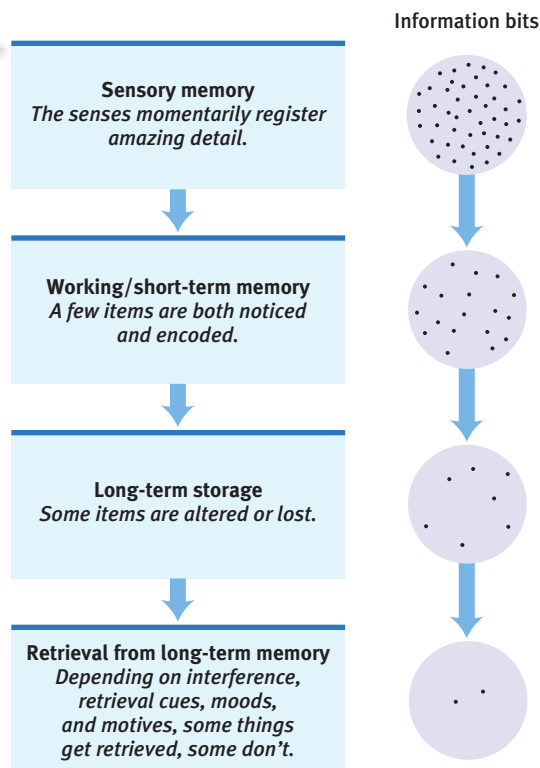 Information bits
Sensory memory
The senses momentarily register
amazing detail.
Working/short-term memory
A few items are both noticed
and encoded.
Long-term storage
Some items are altered or lost.
Retrieval from long-term memory
Depending on interference,
retrieval cues, moods,
and motives, some things
get retrieved, some don’t.